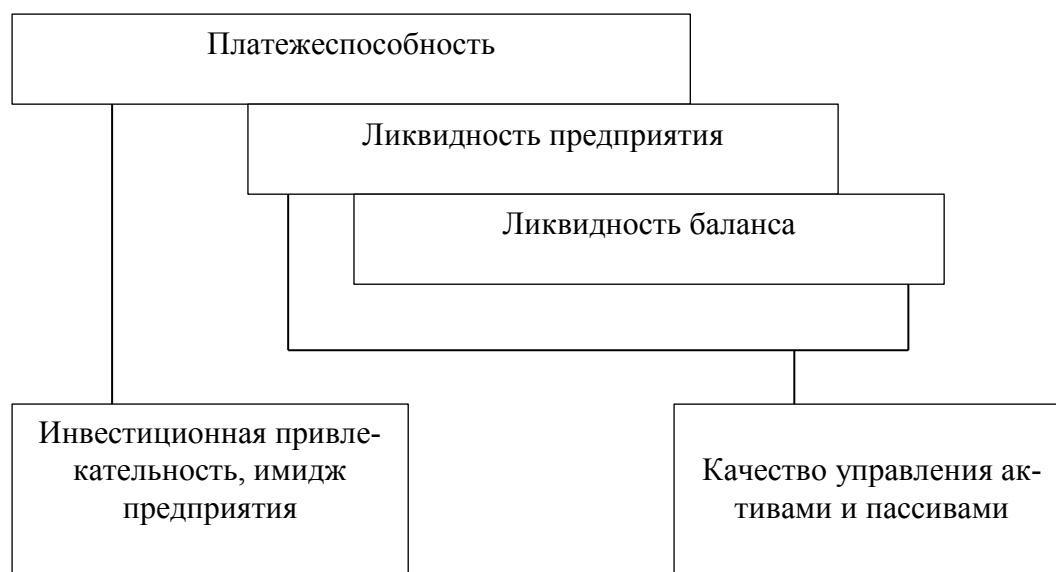 Платежеспособность
Ликвидность предприятия
Ликвидность баланса
Инвестиционная привле-
кательность, имидж
предприятия
Качество управления ак-
тивами и пассивами